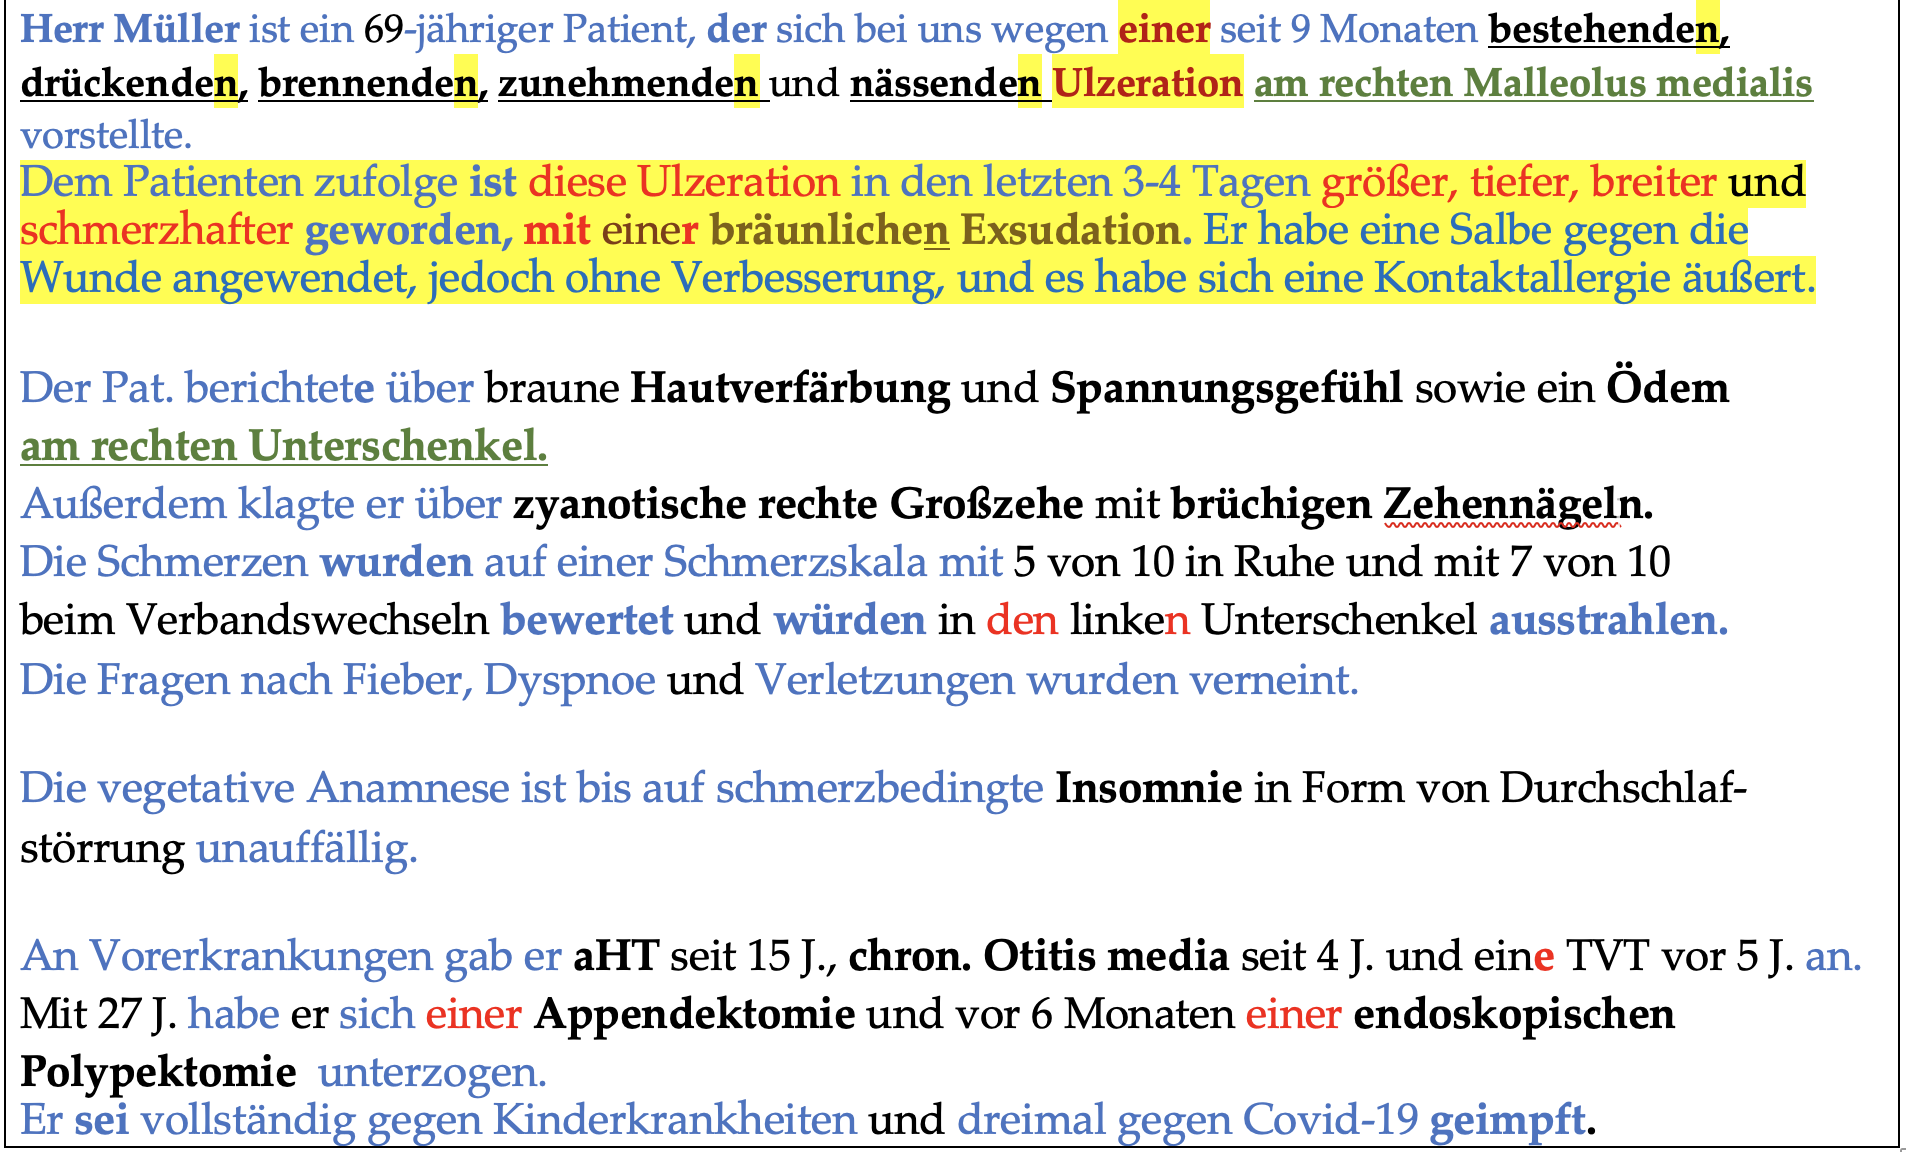 Herr Müller ist ein 69-jähriger Patient, der sich bei uns wegen einer seit 9 Monaten bestehenden,
drückenden, brennenden, zunehmenden und nässenden Ulzeration am rechten Malleolus medialis
vorstellte.
Dem Patienten zufolge ist diese Ulzeration in den letzten 3-4 Tagen größer, tiefer, breiter und
schmerzhafter geworden, mit einer bräunlichen Exsudation. Er habe eine Salbe gegen die
Wunde angewendet, jedoch ohne Verbesserung, und es habe sich eine Kontaktallergie äußert.
Der Pat. berichtete über braune Hautverfärbung und Spannungsgefühl sowie ein Ödem
am rechten Unterschenkel.
Außerdem klagte er über zyanotische rechte Großzehe mit brüchigen Zehennägeln.
Die Schmerzen wurden auf einer Schmerzskala mit 5 von 10 in Ruhe und mit 7 von 10
beim Verbandswechseln bewertet und würden in den linken Unterschenkel ausstrahlen.
Die Fragen nach Fieber, Dyspnoe und Verletzungen wurden verneint.
Die vegetative Anamnese ist bis auf schmerzbedingte Insomnie in Form von Durchschlaf-
störrung unauffällig.
An Vorerkrankungen gab er aHT seit 15 J., chron. Otitis media seit 4 J. und eine TVT vor 5 J. an.
Mit 27 J. habe er sich einer Appendektomie und vor 6 Monaten einer endoskopischen
Polypektomie unterzogen.
Er sei vollständig gegen Kinderkrankheiten und dreimal gegen Covid-19 geimpft.